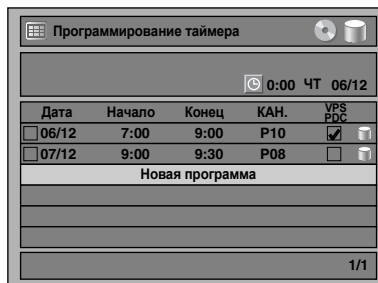 Программирование таймера
0:00 ЧТ 06/12
Дата Начало Конец КАН. VPS PDC
06/12 7:00 9:00 P10
07/12 9:00 9:30 P08
Новая программа
1/1